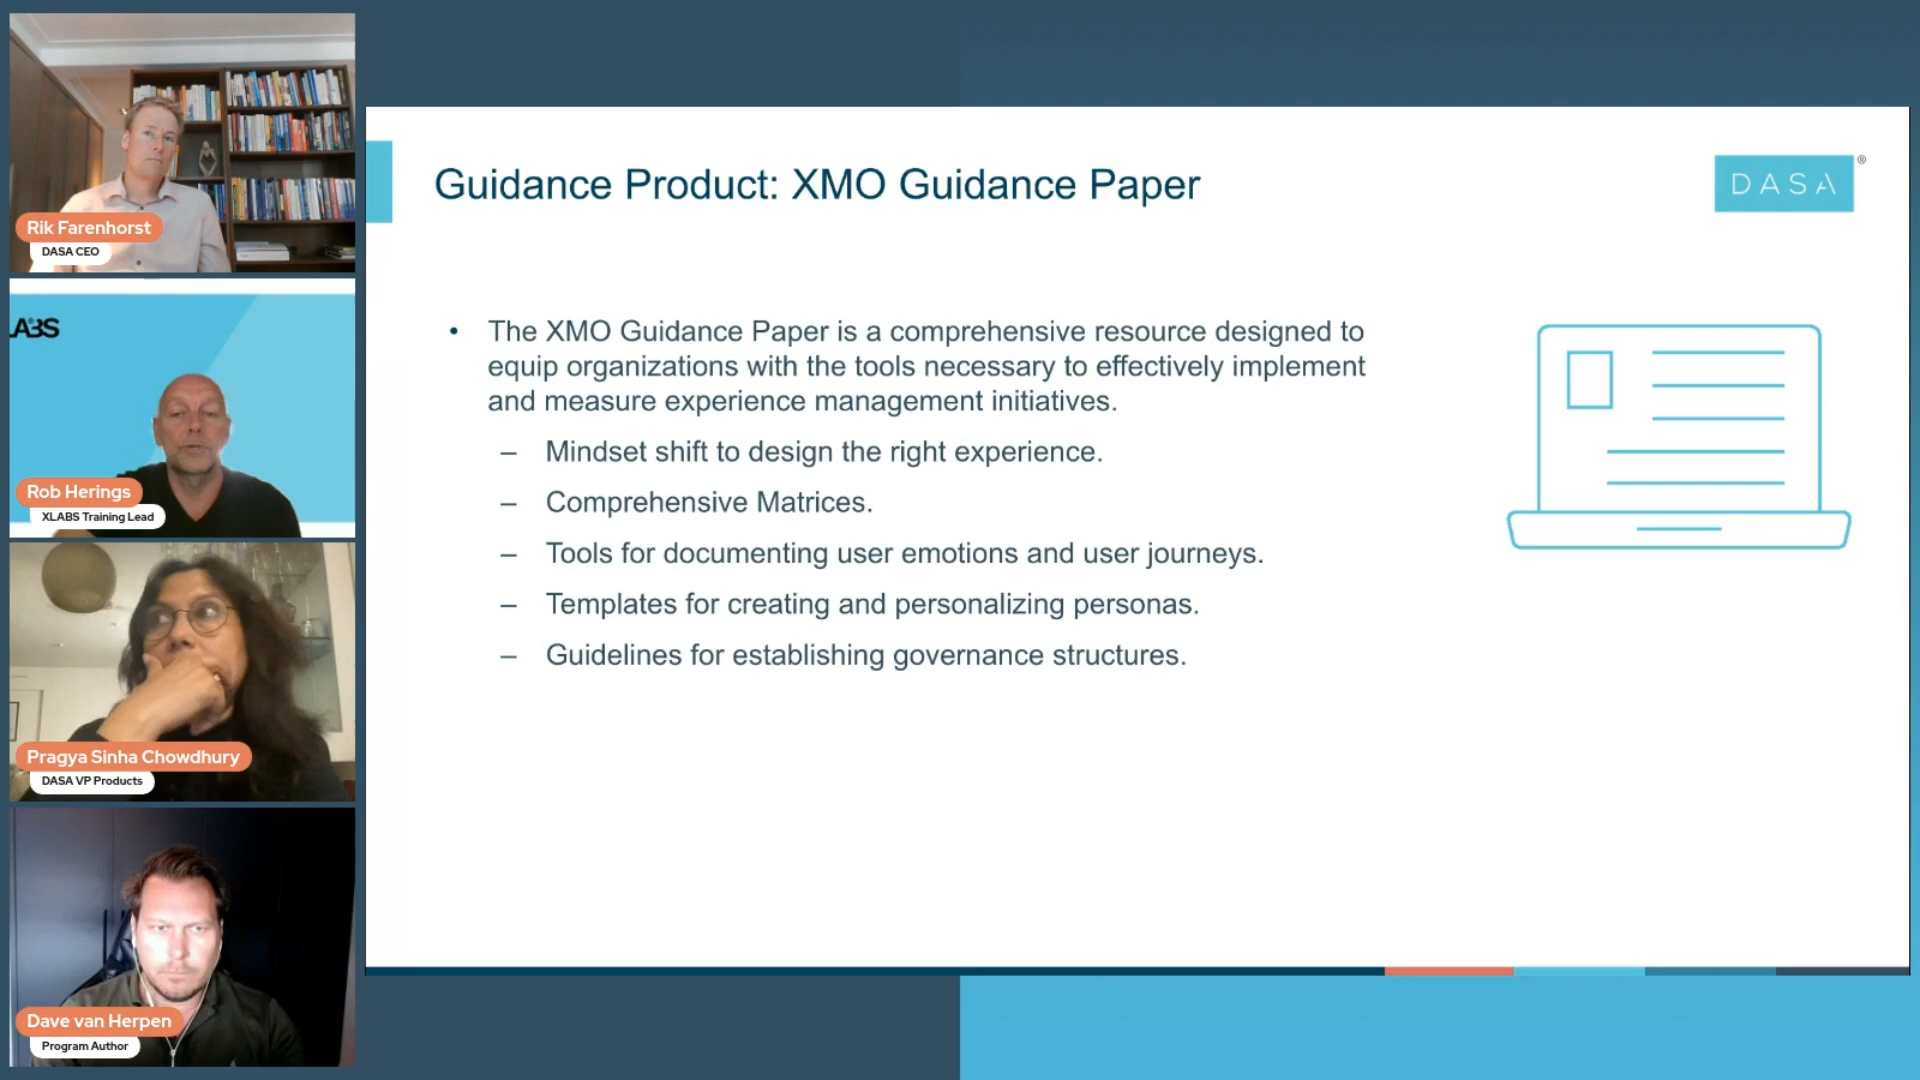 Rik Farenhorst
DASA CEO
LABS
Rob Herings
XLABS Training Lead
Pragya Sinha Chowdhury
DASA VP Products
Dave van Herpen
Program Author
Guidance Product: XMO Guidance Paper
DASA®
• The XMO Guidance Paper is a comprehensive resource designed to
equip organizations with the tools necessary to effectively implement
and measure experience management initiatives.
– Mindset shift to design the right experience.
– Comprehensive Matrices.
– Tools for documenting user emotions and user journeys.
– Templates for creating and personalizing personas.
– Guidelines for establishing governance structures.